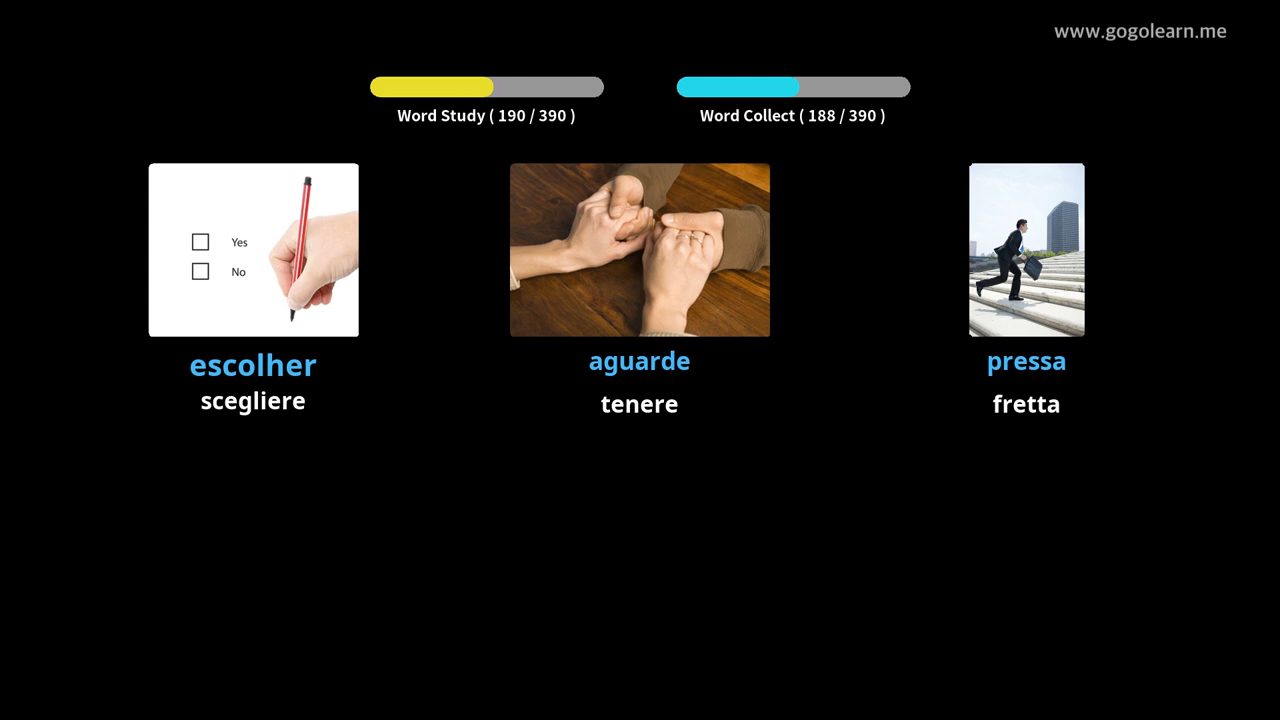 www.gogolearn.me
Word Study ( 190 / 390 )
Word Collect ( 188 / 390 )
Yes
No
escolher
scegliere
aguarde
tenere
pressa
fretta